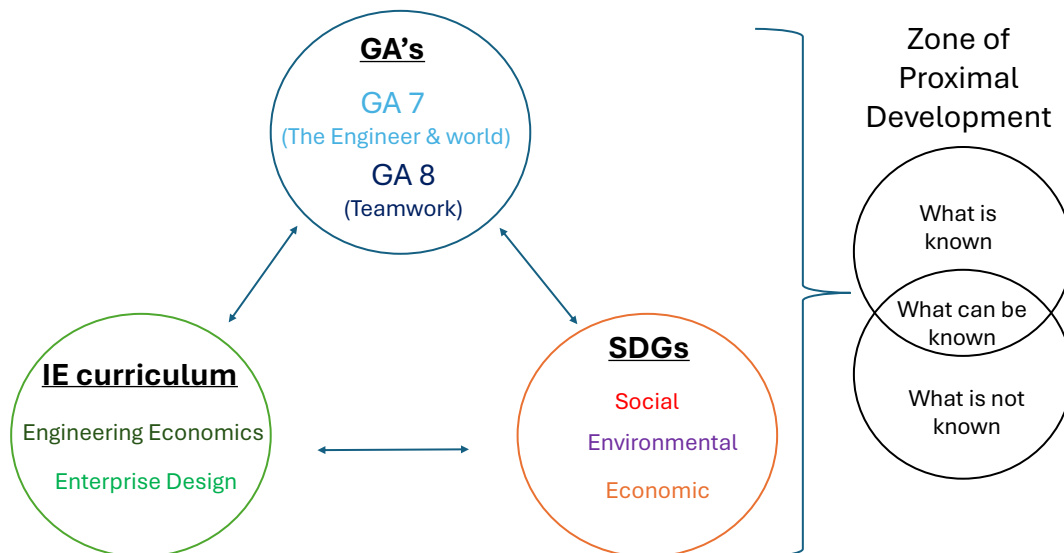 GA's
GA 7
(The Engineer & world)
GA 8
(Teamwork)
IE curriculum
Engineering Economics
Enterprise Design
SDGs
Social
Environmental
Economic
Zone of
Proximal
Development
What is
known
What can be
known
What is not
known